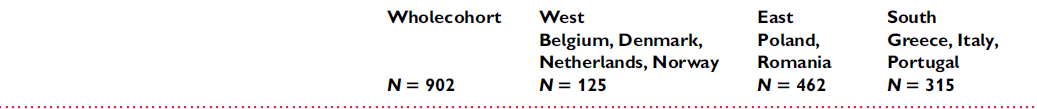 Wholecohort West East South
Belgium, Denmark, Poland, Greece, Italy,
Netherlands, Norway Romania Portugal
N = 902 N = 125 N = 462 N = 315